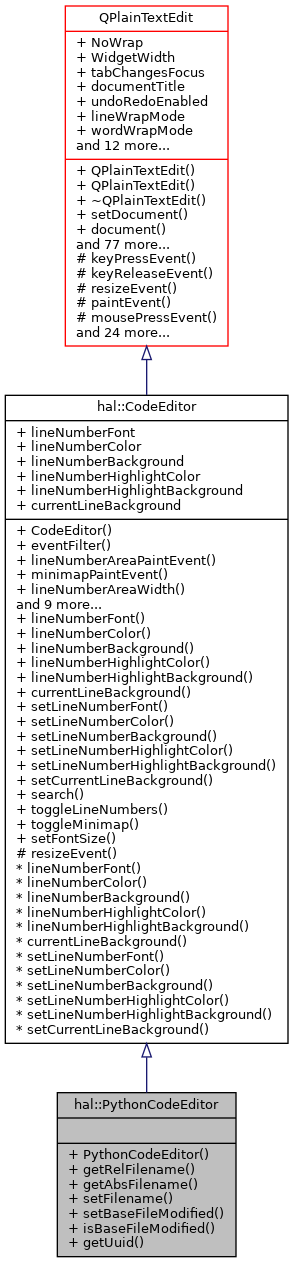 QPlainTextEdit
+ NoWrap
+ WidgetWidth
+ tabChangesFocus
+ documentTitle
+ undoRedoEnabled
+ lineWrapMode
+ wordWrapMode
and 12 more...
+ QPlainTextEdit()
+ QPlainTextEdit()
+ ~QPlainTextEdit()
+ setDocument()
+ document()
and 77 more...
# keyPressEvent()
# keyReleaseEvent()
# resizeEvent()
# paintEvent()
# mousePressEvent()
and 24 more...
hal::CodeEditor
+ lineNumberFont
+ lineNumberColor
+ lineNumberBackground
+ lineNumberHighlightColor
+ lineNumberHighlightBackground
+ currentLineBackground
+ CodeEditor()
+ eventFilter()
+ lineNumberAreaPaintEvent()
+ minimapPaintEvent()
+ lineNumberAreaWidth()
and 9 more...
+ lineNumberFont()
+ lineNumberColor()
+ lineNumberBackground()
+ lineNumberHighlightColor()
+ lineNumberHighlightBackground()
+ currentLineBackground()
+ setLineNumberFont()
+ setLineNumberColor()
+ setLineNumberBackground()
+ setLineNumberHighlightColor()
+ setLineNumberHighlightBackground()
+ setCurrentLineBackground()
+ search()
+ toggleLineNumbers()
+ toggleMinimap()
+ setFontSize()
# resizeEvent()
* lineNumberFont()
* lineNumberColor()
* lineNumberBackground()
* lineNumberHighlightColor()
* lineNumberHighlightBackground()
* currentLineBackground()
* setLineNumberFont()
* setLineNumberColor()
* setLineNumberBackground()
* setLineNumberHighlightColor()
* setLineNumberHighlightBackground()
* setCurrentLineBackground()
hal::PythonCodeEditor
+ PythonCodeEditor()
+ getRelFilename()
+ getAbsFilename()
+ setFilename()
+ setBaseFileModified()
+ isBaseFileModified()
+ getUuid()